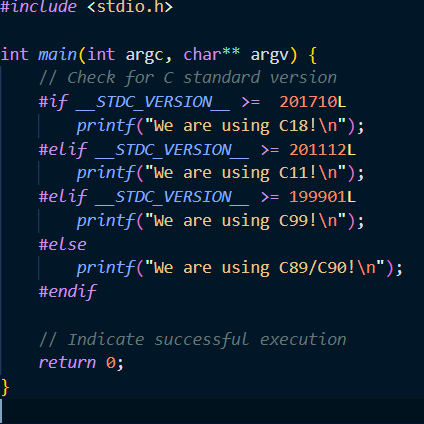 #include <stdio.h>

int main(int argc, char** argv) {
    // Check for C standard version
    #if __STDC_VERSION__ >=  201710L
        printf("We are using C18!\n");
    #elif __STDC_VERSION__ >= 201112L
        printf("We are using C11!\n");
    #elif __STDC_VERSION__ >= 199901L
        printf("We are using C99!\n");
    #else
        printf("We are using C89/C90!\n");
    #endif

    // Indicate successful execution
    return 0;
}